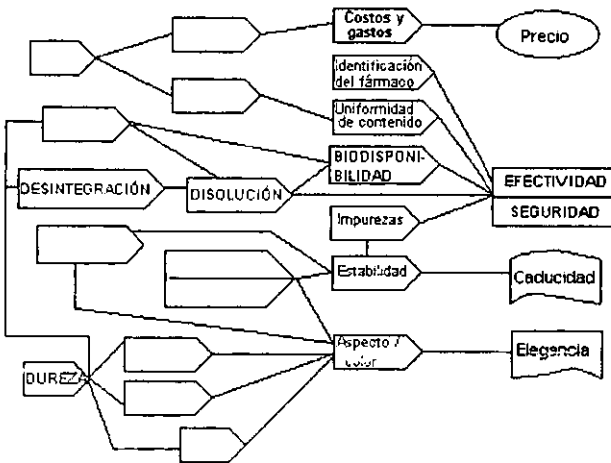 Costos y
gastos
Precio
Identificación
del fármaco
Uniformidad
de contenido
BIODISPONI-
BILIDAD
DESINTEGRACIÓN
DISOLUCIÓN
EFECTIVIDAD
SEGURIDAD
Impurezas
Estabilidad
Caducidad
Aspecto /
color
Elegancia
DUREZA